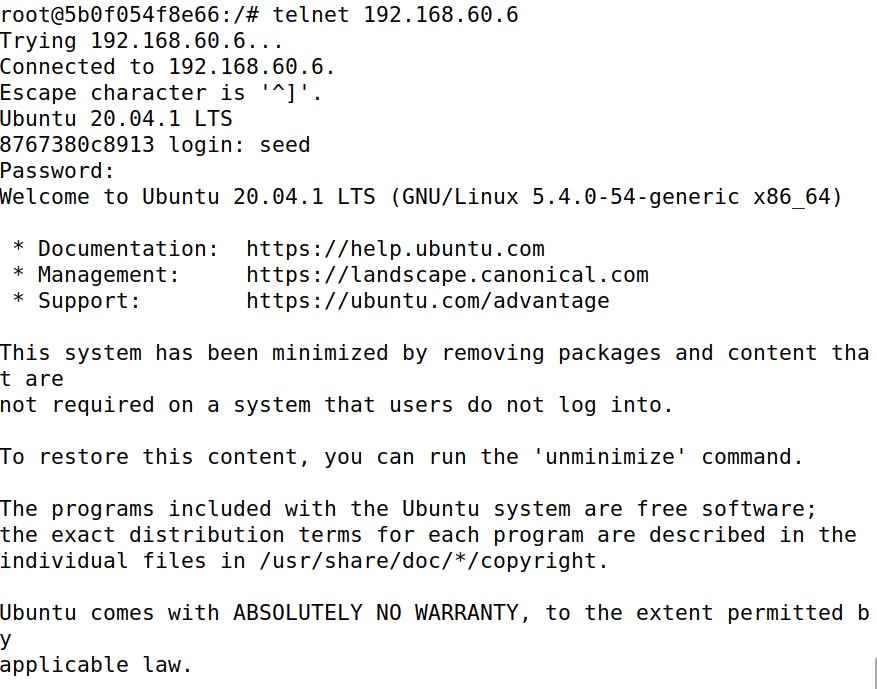 root@5b0f054f8e66:/# telnet 192.168.60.6
Trying 192.168.60.6...
Connected to 192.168.60.6.
Escape character is '^]'.
Ubuntu 20.04.1 LTS
8767380c8913 login: seed
Password:
Welcome to Ubuntu 20.04.1 LTS (GNU/Linux 5.4.0-54-generic x86_64)

 * Documentation:  https://help.ubuntu.com
 * Management:     https://landscape.canonical.com
 * Support:        https://ubuntu.com/advantage

This system has been minimized by removing packages and content tha
t are
not required on a system that users do not log into.

To restore this content, you can run the 'unminimize' command.

The programs included with the Ubuntu system are free software;
the exact distribution terms for each program are described in the
individual files in /usr/share/doc/*/copyright.

Ubuntu comes with ABSOLUTELY NO WARRANTY, to the extent permitted b
y
applicable law.